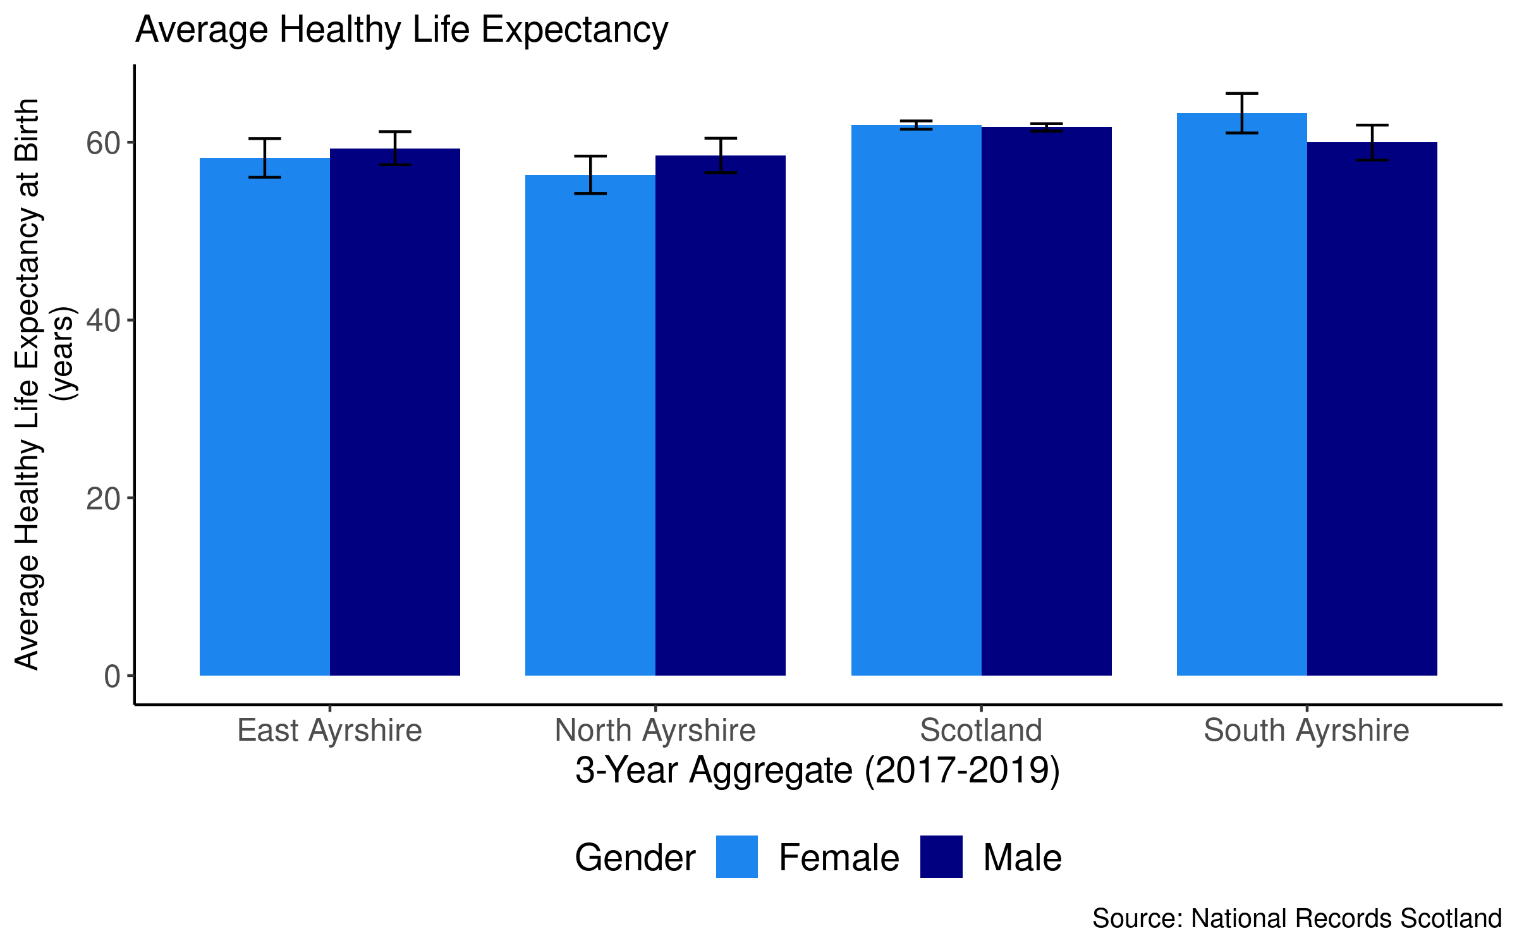 Average Healthy Life Expectancy
Average Healthy Life Expectancy at Birth
(years)
60
40
20
0
East Ayrshire North Ayrshire Scotland South Ayrshire
3-Year Aggregate (2017-2019)
Gender Female Male
Source: National Records Scotland